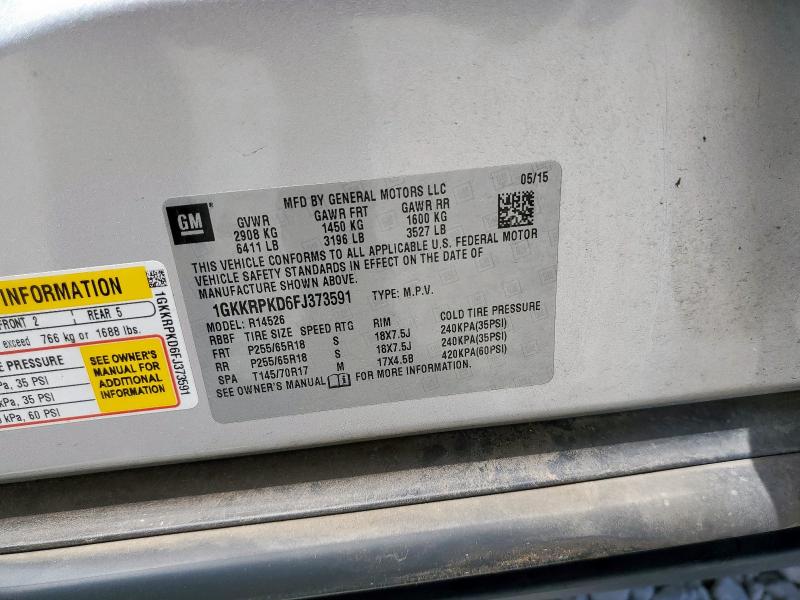 MFD BY GENERAL MOTORS LLC 05/15
GM
GVWR GAWR FRT GAWR RR
2908 KG 1450 KG 1600 KG
6411 LB 3196 LB 3527 LB
THIS VEHICLE CONFORMS TO ALL APPLICABLE U.S. FEDERAL MOTOR
VEHICLE SAFETY STANDARDS IN EFFECT ON THE DATE OF
MANUFACTURE SHOWN ABOVE.
1GKKRPKD6FJ373591 TYPE: M.P.V.
MODEL: R14526
RBBF TIRE SIZE SPEED RTG RIM COLD TIRE PRESSURE
FRT P255/65R18 S 18X7.5J 240KPA(35PSI)
RR P255/65R18 S 18X7.5J 240KPA(35PSI)
SPA T145/70R17 M 17X4.5B 420KPA(60PSI)
SEE OWNER'S MANUAL FOR MORE INFORMATION.
INFORMATION
FRONT 2 REAR 5
exceed 766 kg or 1688 lbs.
PRESSURE
kPa, 35 PSI
kPa, 35 PSI
kPa, 60 PSI
SEE OWNER'S
MANUAL FOR
ADDITIONAL
INFORMATION
1GKKRPKD6FJ373591